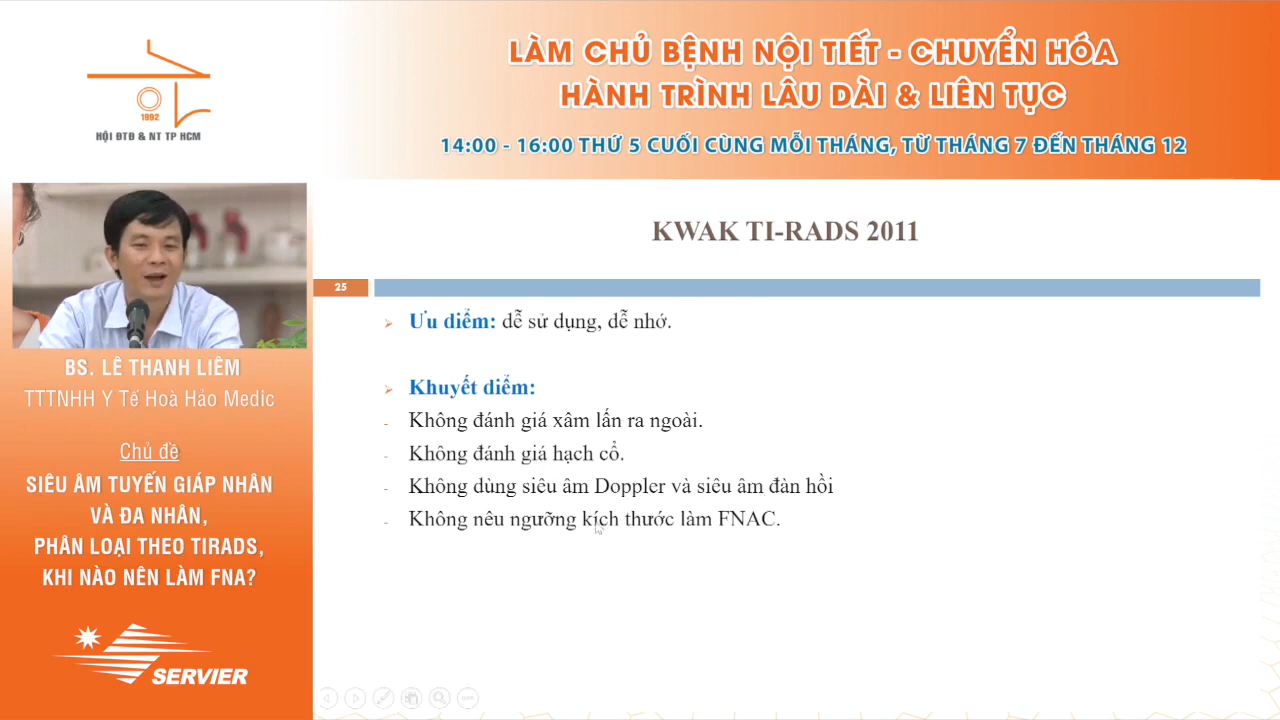 LÀM CHỦ BỆNH NỘI TIẾT - CHUYỂN HÓA
HÀNH TRÌNH LÂU DÀI & LIÊN TỤC
14:00 - 16:00 THỨ 5 CUỐI CÙNG MỖI THÁNG, TỪ THÁNG 7 ĐẾN THÁNG 12
1992
HỘI ĐTĐ & NT TP HCM
BS. LÊ THANH LIÊM
TTTNHH Y Tế Hoà Hảo Medic
Chủ đề
SIÊU ÂM TUYẾN GIÁP NHÂN
VÀ ĐA NHÂN,
PHÂN LOẠI THEO TIRADS,
KHI NÀO NÊN LÀM FNA?
SERVIER
KWAK TI-RADS 2011
25
Ưu điểm: dễ sử dụng, dễ nhớ.
Khuyết điểm:
- Không đánh giá xâm lấn ra ngoài.
- Không đánh giá hạch cổ.
- Không dùng siêu âm Doppler và siêu âm đàn hồi
- Không nêu ngưỡng kích thước làm FNAC.